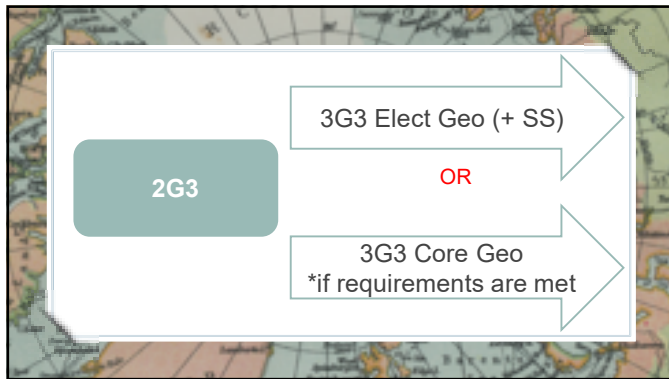 2G3
3G3 Elect Geo (+ SS)
OR
3G3 Core Geo
*if requirements are met